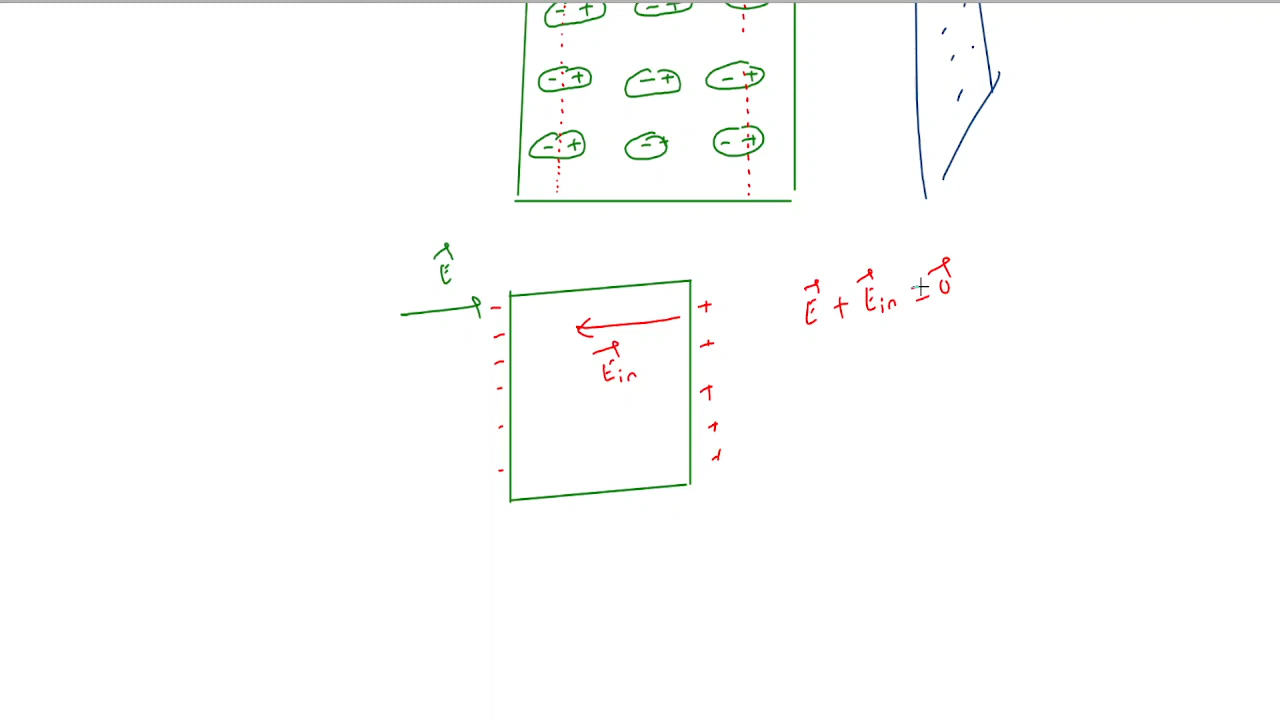 - + - +
- + - + - +
- + - + - +
E⃗
E⃗ + E⃗in = 0⃗
- +
- +
E⃗in
-
- +
- +
- +